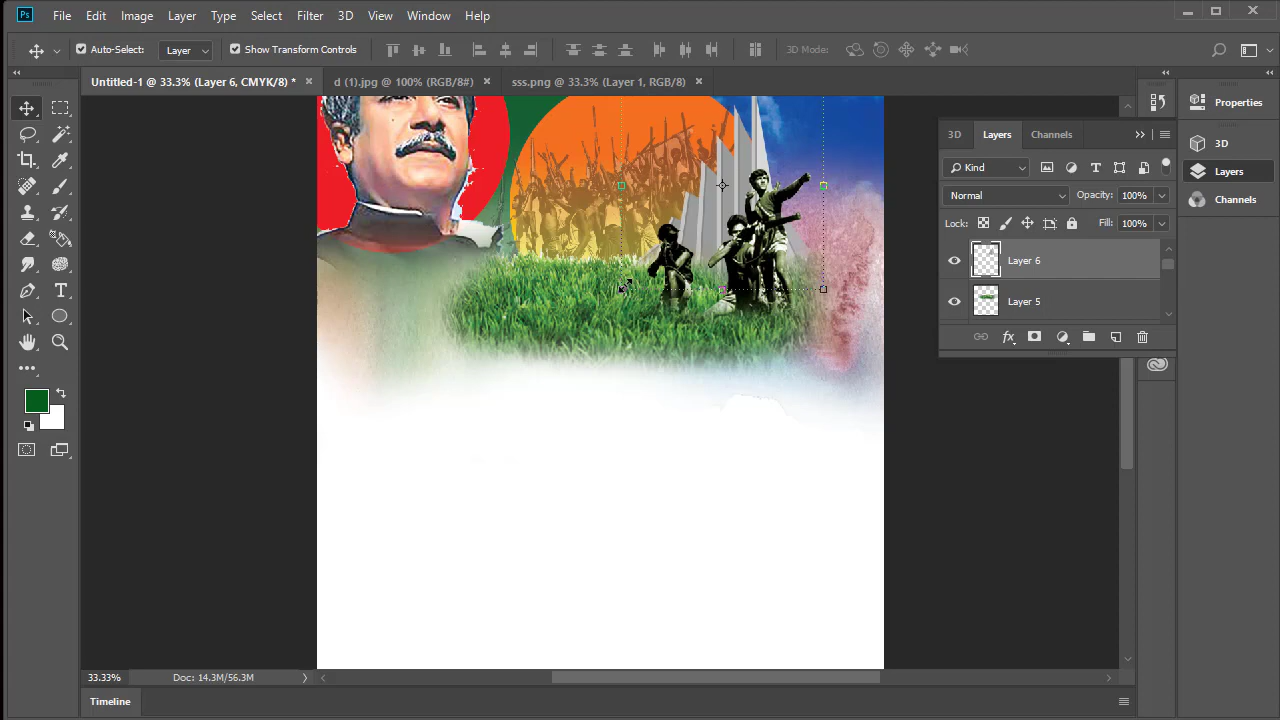 Ps File Edit Image Layer Type Select Filter 3D View Window Help
Auto-Select: Layer Show Transform Controls 3D Mode:
Untitled-1 @ 33.3% (Layer 6, CMYK/8) * d (1).jpg @ 100% (RGB/8#) sss.png @ 33.3% (Layer 1, RGB/8)
Properties
3D Layers Channels
3D
Kind
Layers
Normal Opacity: 100%
Channels
Lock: Fill: 100%
Layer 6
Layer 5
fx
T
33.33% Doc: 14.3M/56.3M
Timeline